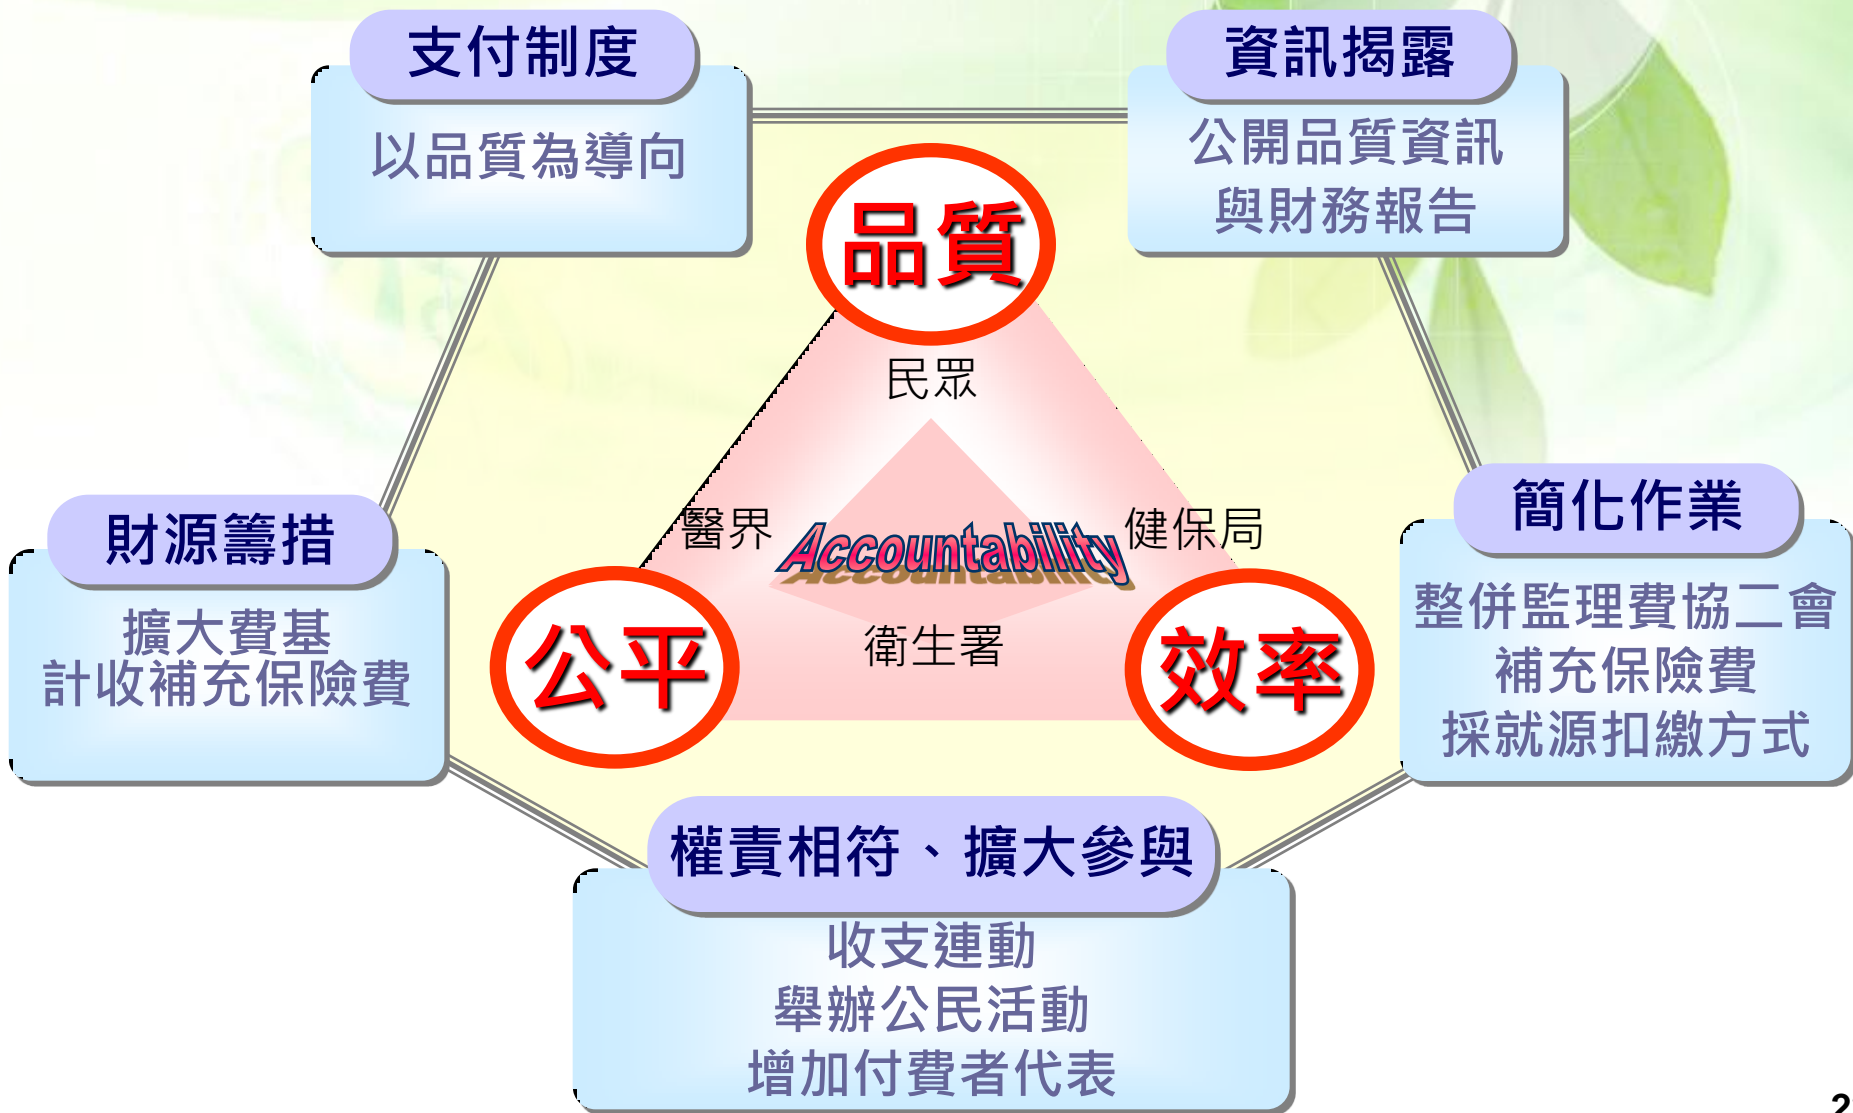 支付制度
以品質為導向
資訊揭露
公開品質資訊
與財務報告
品質
民眾
醫界
Accountability
健保局
衛生署
公平
效率
財源籌措
擴大費基
計收補充保險費
簡化作業
整併監理費協二會
補充保險費
採就源扣繳方式
權責相符、擴大參與
收支連動
舉辦公民活動
增加付費者代表
2